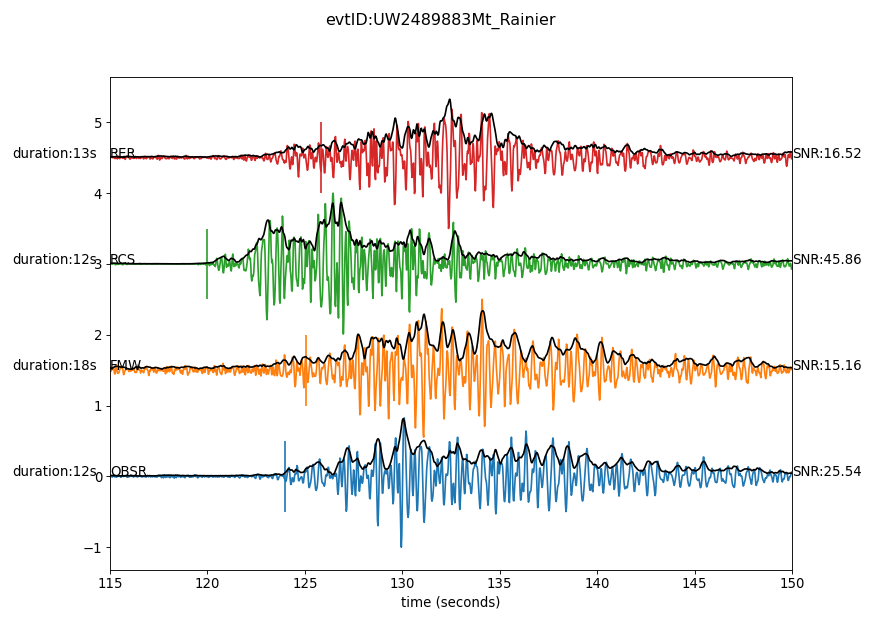 evtID:UW2489883Mt_Rainier
5
duration:13s RER SNR:16.52
4
duration:12s RCS SNR:45.86
3
2
duration:18s FMW SNR:15.16
1
duration:12s OBSR SNR:25.54
0
−1
115 120 125 130 135 140 145 150
time (seconds)